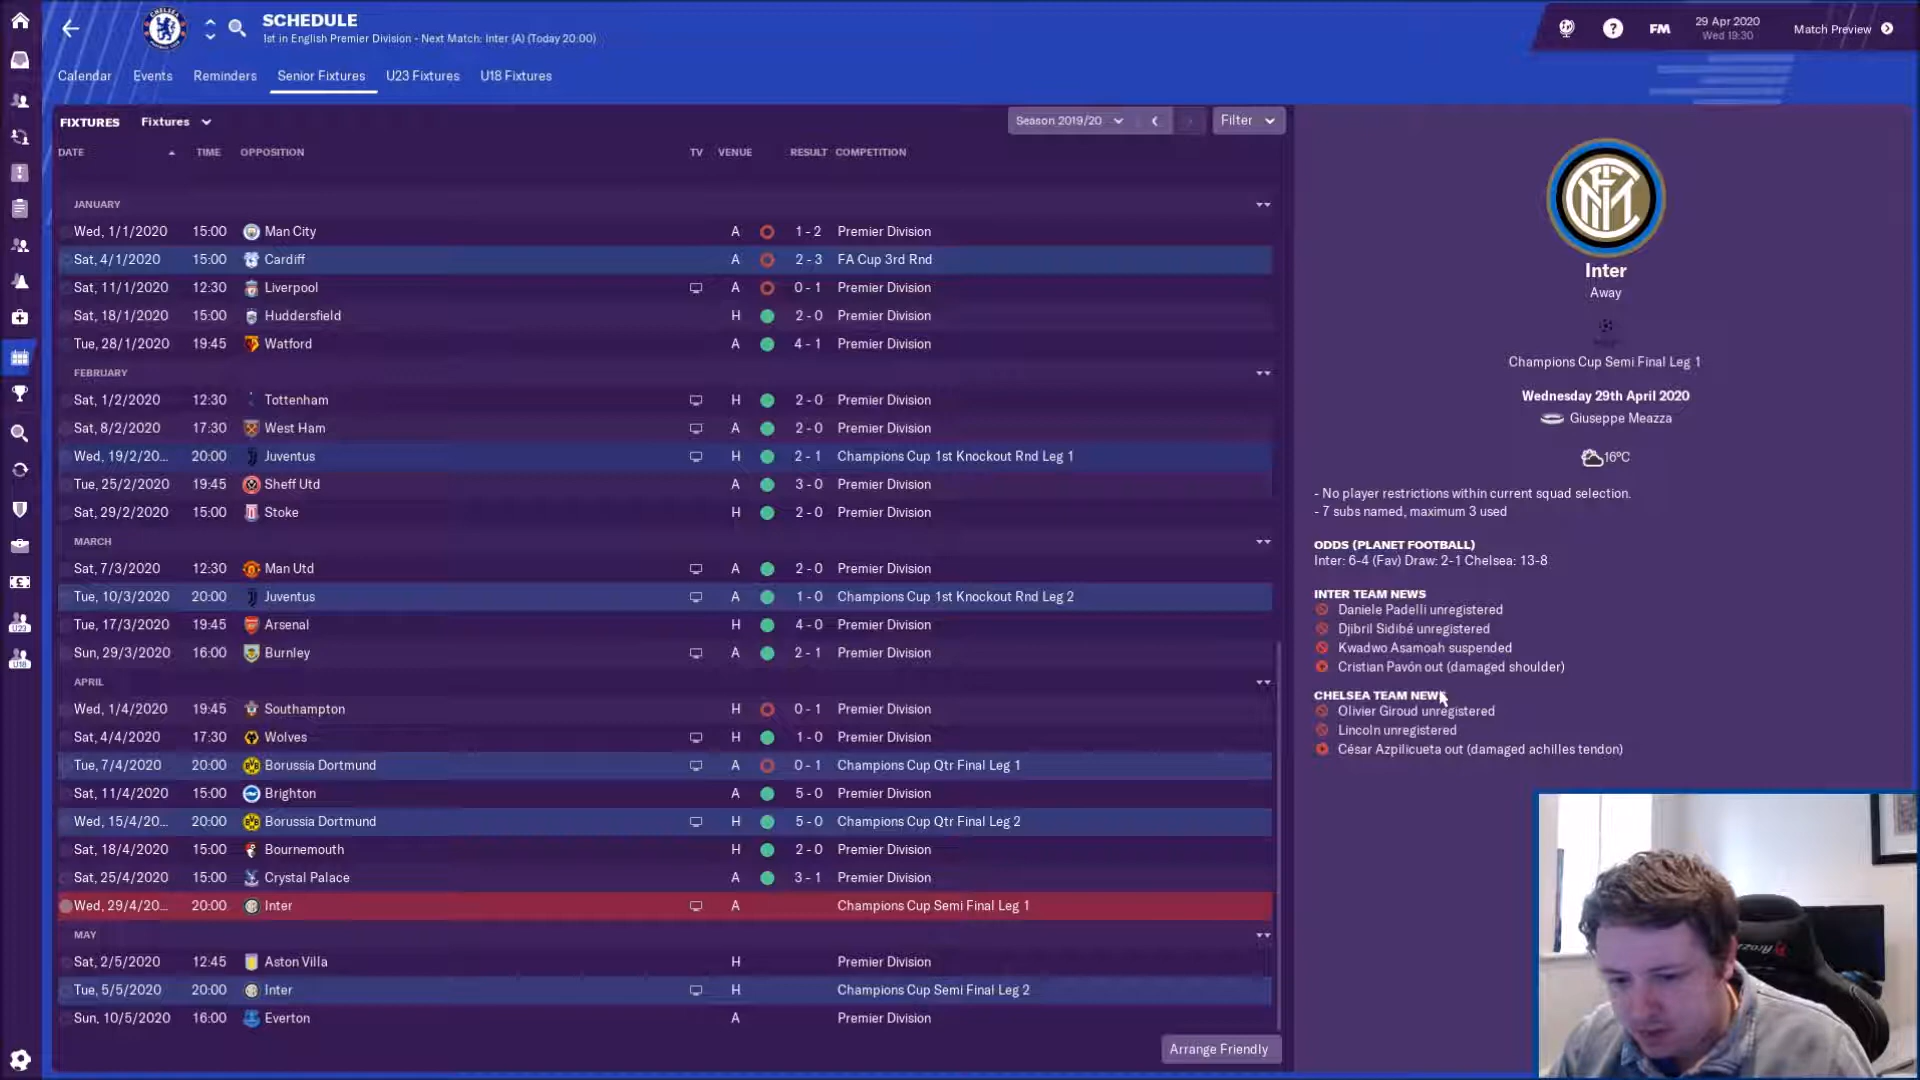 SCHEDULE
1st in English Premier Division - Next Match: Inter (A) (Today 20:00)
FM
29 Apr 2020
Wed 19:30
Match Preview
Calendar Events Reminders Senior Fixtures U23 Fixtures U18 Fixtures
FIXTURES Fixtures Season 2019/20 Filter
DATE TIME OPPOSITION TV VENUE RESULT COMPETITION
JANUARY
Wed, 1/1/2020 15:00 Man City A 1 - 2 Premier Division
Sat, 4/1/2020 15:00 Cardiff A 2 - 3 FA Cup 3rd Rnd
Sat, 11/1/2020 12:30 Liverpool A 0 - 1 Premier Division
Sat, 18/1/2020 15:00 Huddersfield H 2 - 0 Premier Division
Tue, 28/1/2020 19:45 Watford A 4 - 1 Premier Division
FEBRUARY
Sat, 1/2/2020 12:30 Tottenham H 2 - 0 Premier Division
Sat, 8/2/2020 17:30 West Ham A 2 - 0 Premier Division
Wed, 19/2/20... 20:00 Juventus H 2 - 1 Champions Cup 1st Knockout Rnd Leg 1
Tue, 25/2/2020 19:45 Sheff Utd A 3 - 0 Premier Division
Sat, 29/2/2020 15:00 Stoke H 2 - 0 Premier Division
MARCH
Sat, 7/3/2020 12:30 Man Utd A 2 - 0 Premier Division
Tue, 10/3/2020 20:00 Juventus A 1 - 0 Champions Cup 1st Knockout Rnd Leg 2
Tue, 17/3/2020 19:45 Arsenal H 4 - 0 Premier Division
Sun, 29/3/2020 16:00 Burnley A 2 - 1 Premier Division
APRIL
Wed, 1/4/2020 19:45 Southampton H 0 - 1 Premier Division
Sat, 4/4/2020 17:30 Wolves H 1 - 0 Premier Division
Tue, 7/4/2020 20:00 Borussia Dortmund A 0 - 1 Champions Cup Qtr Final Leg 1
Sat, 11/4/2020 15:00 Brighton A 5 - 0 Premier Division
Wed, 15/4/20... 20:00 Borussia Dortmund H 5 - 0 Champions Cup Qtr Final Leg 2
Sat, 18/4/2020 15:00 Bournemouth H 2 - 0 Premier Division
Sat, 25/4/2020 15:00 Crystal Palace A 3 - 1 Premier Division
Wed, 29/4/20... 20:00 Inter A Champions Cup Semi Final Leg 1
MAY
Sat, 2/5/2020 12:45 Aston Villa H Premier Division
Tue, 5/5/2020 20:00 Inter H Champions Cup Semi Final Leg 2
Sun, 10/5/2020 16:00 Everton A Premier Division
Arrange Friendly
Inter
Away
Champions Cup Semi Final Leg 1
Wednesday 29th April 2020
Giuseppe Meazza
16°C
- No player restrictions within current squad selection.
- 7 subs named, maximum 3 used
ODDS (PLANET FOOTBALL)
Inter: 6-4 (Fav) Draw: 2-1 Chelsea: 13-8
INTER TEAM NEWS
Daniele Padelli unregistered
Djibril Sidibé unregistered
Kwadwo Asamoah suspended
Cristian Pavón out (damaged shoulder)
CHELSEA TEAM NEWS
Olivier Giroud unregistered
Lincoln unregistered
César Azpilicueta out (damaged achilles tendon)
U23
U18